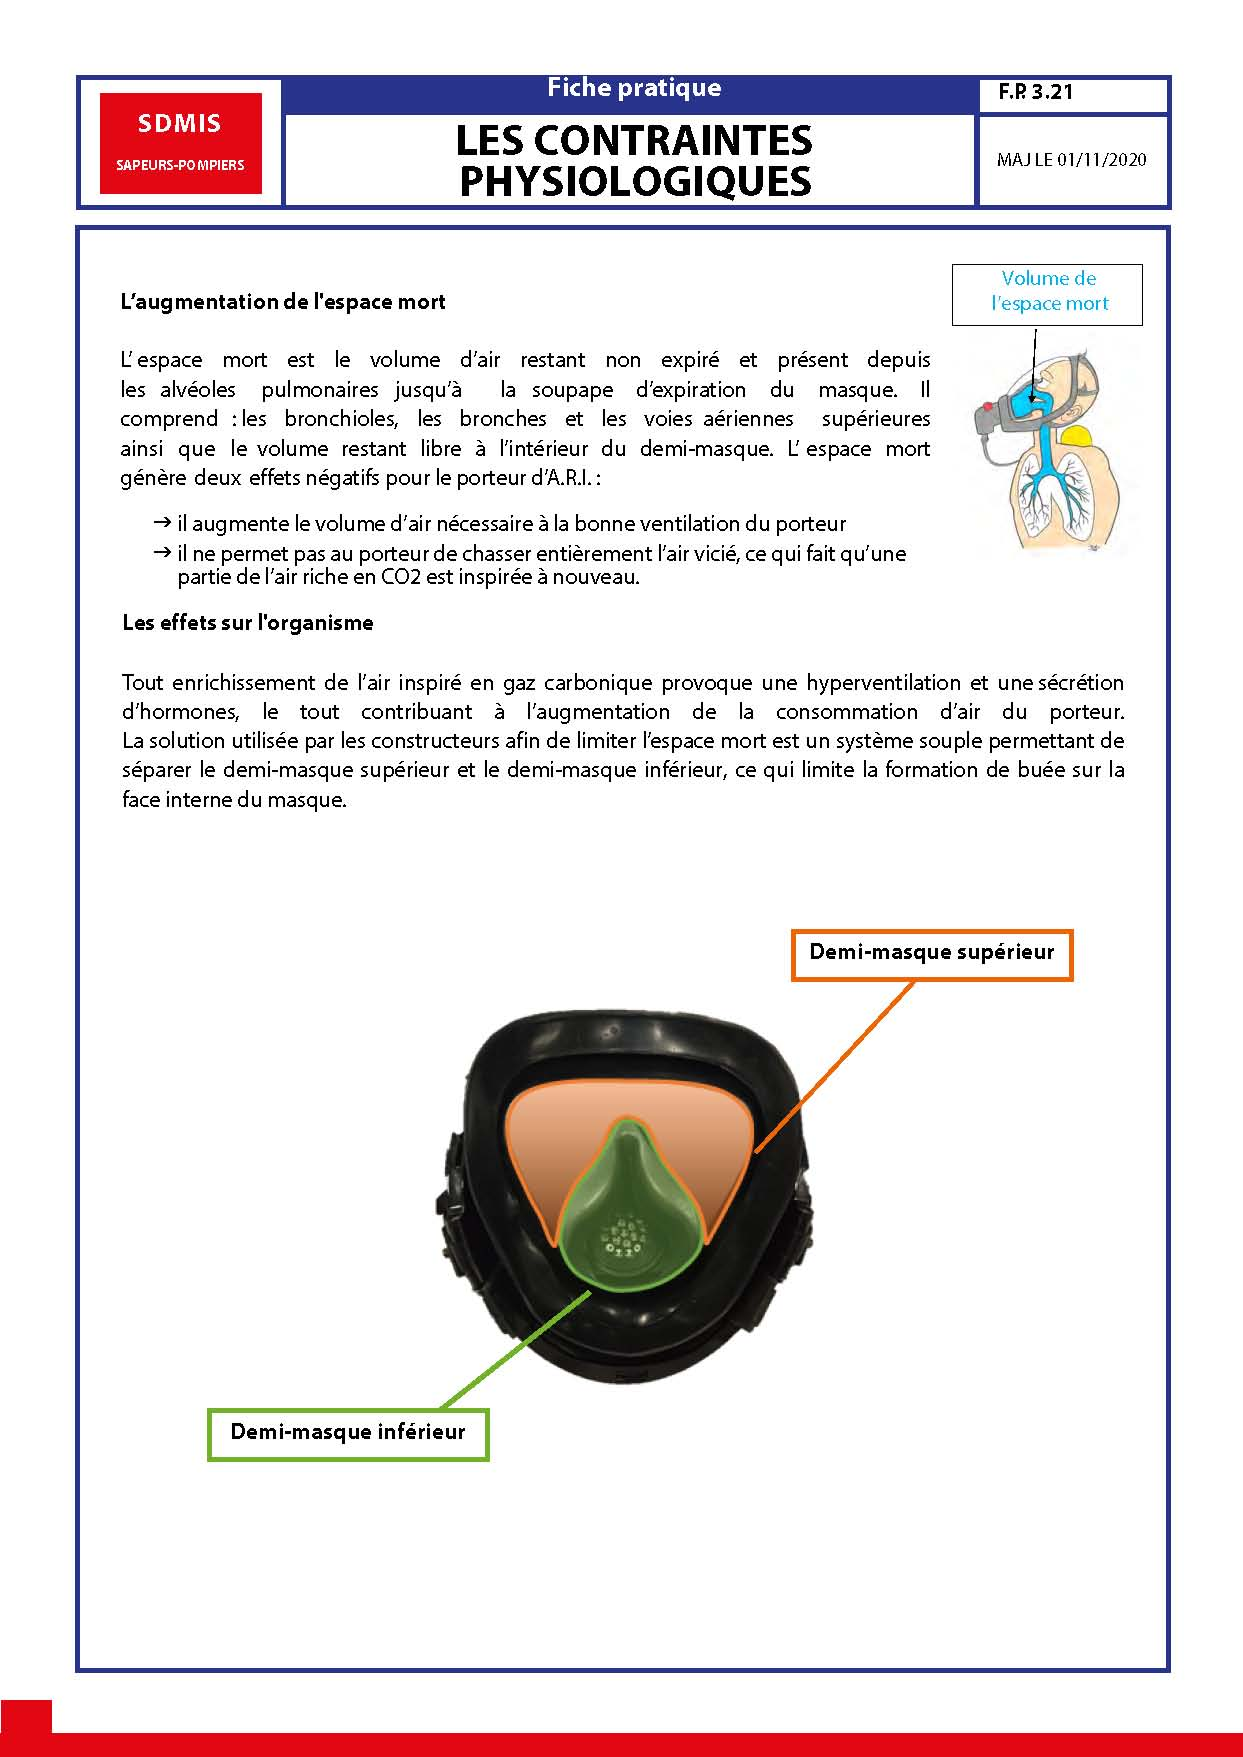 SDMIS
SAPEURS-POMPIERS
Fiche pratique
LES CONTRAINTES
PHYSIOLOGIQUES
F.P. 3.21
MAJ LE 01/11/2020
Volume de
l'espace mort
L'augmentation de l'espace mort
L' espace mort est le volume d'air restant non expiré et présent depuis
les alvéoles pulmonaires jusqu'à la soupape d'expiration du masque. Il
comprend : les bronchioles, les bronches et les voies aériennes supérieures
ainsi que le volume restant libre à l'intérieur du demi-masque. L' espace mort
génère deux effets négatifs pour le porteur d'A.R.I. :
→ il augmente le volume d'air nécessaire à la bonne ventilation du porteur
→ il ne permet pas au porteur de chasser entièrement l'air vicié, ce qui fait qu'une
partie de l'air riche en CO2 est inspirée à nouveau.
Les effets sur l'organisme
Tout enrichissement de l'air inspiré en gaz carbonique provoque une hyperventilation et une sécrétion
d'hormones, le tout contribuant à l'augmentation de la consommation d'air du porteur.
La solution utilisée par les constructeurs afin de limiter l'espace mort est un système souple permettant de
séparer le demi-masque supérieur et le demi-masque inférieur, ce qui limite la formation de buée sur la
face interne du masque.
Demi-masque supérieur
Demi-masque inférieur